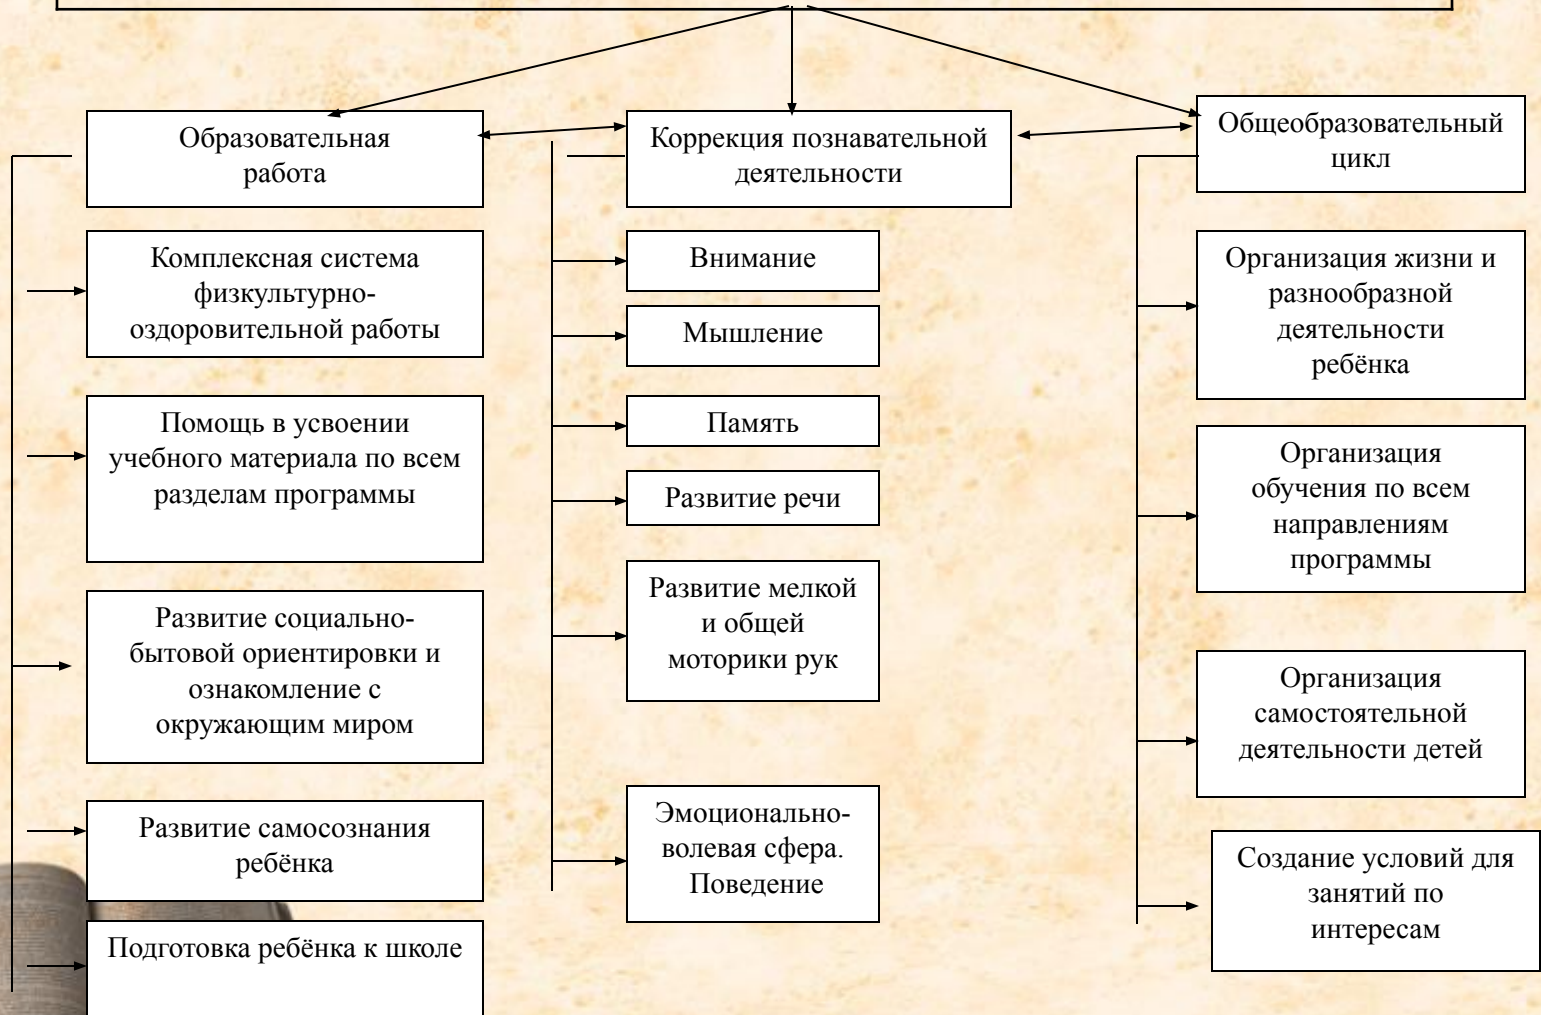 Образовательная
работа
Комплексная система
физкультурно-
оздоровительной работы
Помощь в усвоении
учебного материала по всем
разделам программы
Развитие социально-
бытовой ориентировки и
ознакомление с
окружающим миром
Развитие самосознания
ребёнка
Подготовка ребёнка к школе
Коррекция познавательной
деятельности
Внимание
Мышление
Память
Развитие речи
Развитие мелкой
и общей
моторики рук
Эмоционально-
волевая сфера.
Поведение
Общеобразовательный
цикл
Организация жизни и
разнообразной
деятельности
ребёнка
Организация
обучения по всем
направлениям
программы
Организация
самостоятельной
деятельности детей
Создание условий для
занятий по
интересам